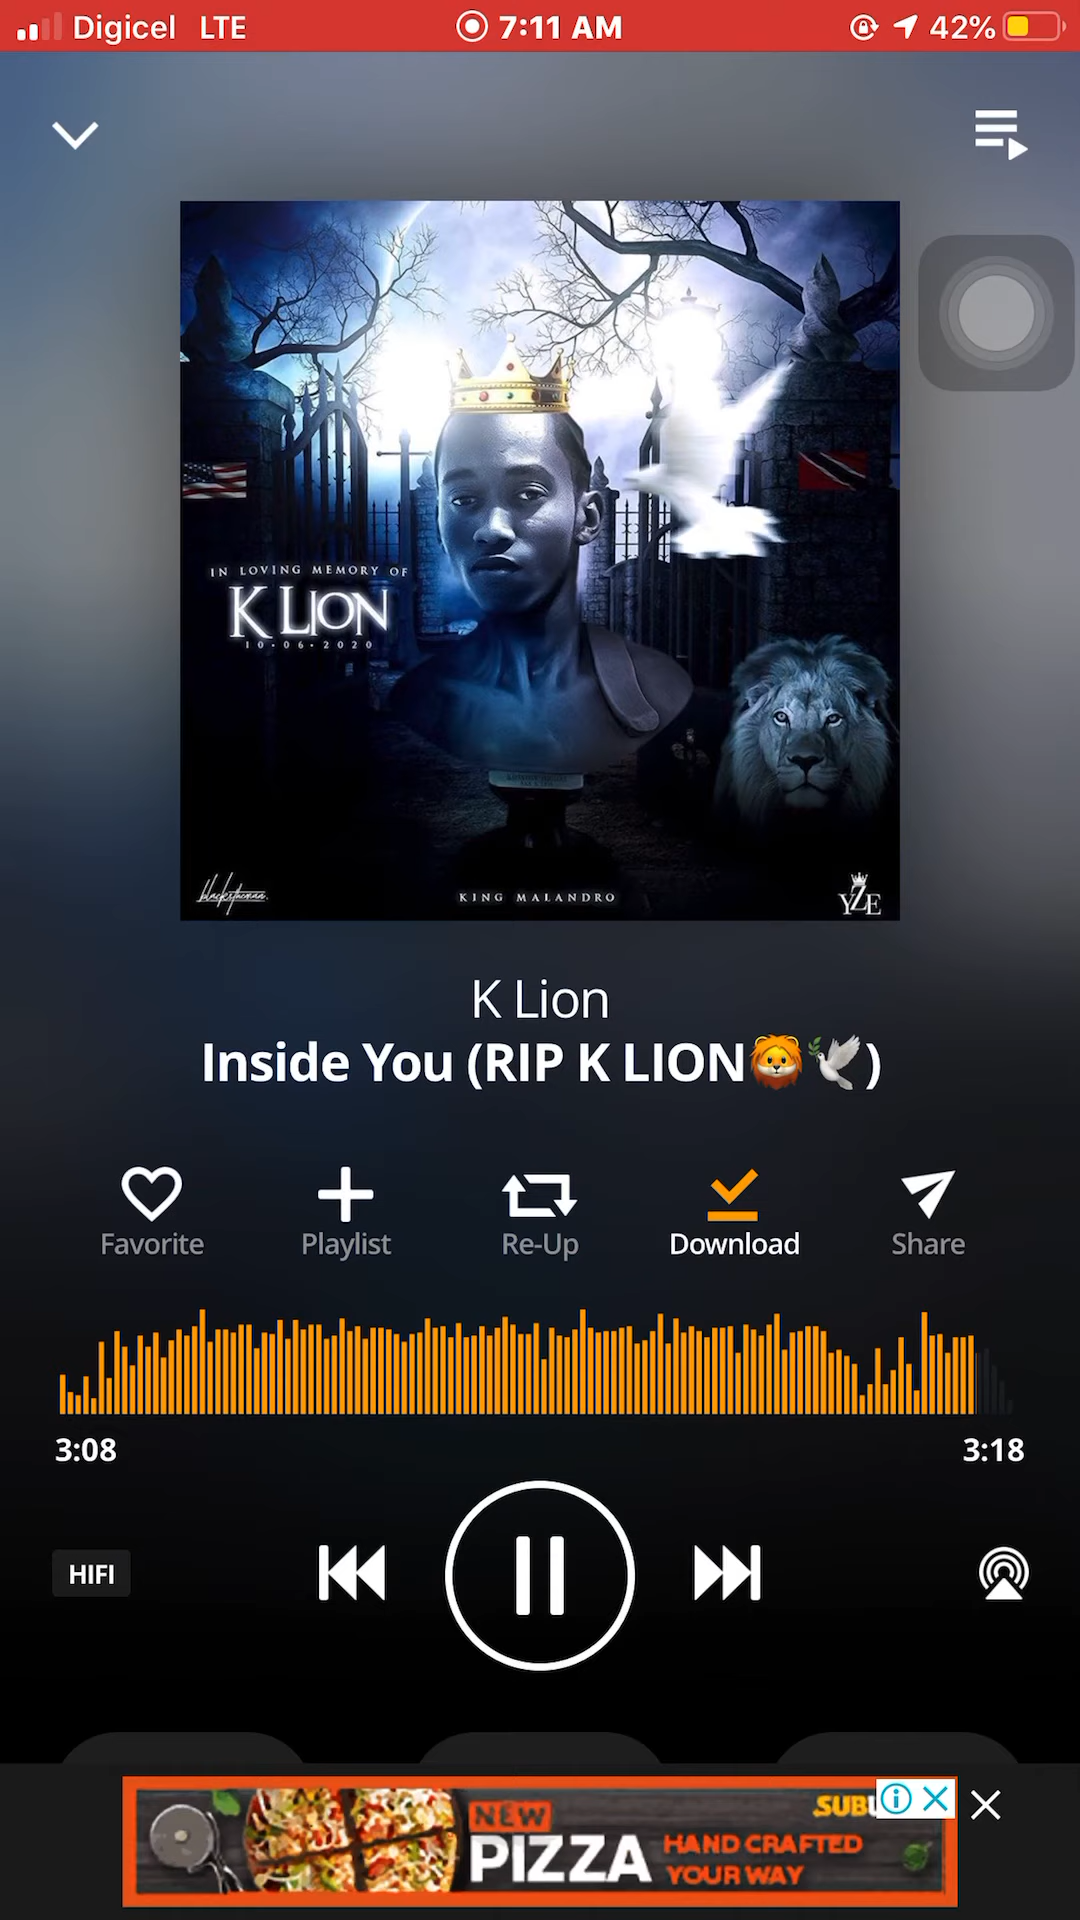 Digicel LTE 7:11 AM 42%
IN LOVING MEMORY OF
K LION
10·06·2020
KING MALANDRO
YZE
K Lion
Inside You (RIP K LION🦁🕊️)
Favorite Playlist Re-Up Download Share
3:08 3:18
HIFI
NEW
PIZZA
HAND CRAFTED
YOUR WAY
SUB